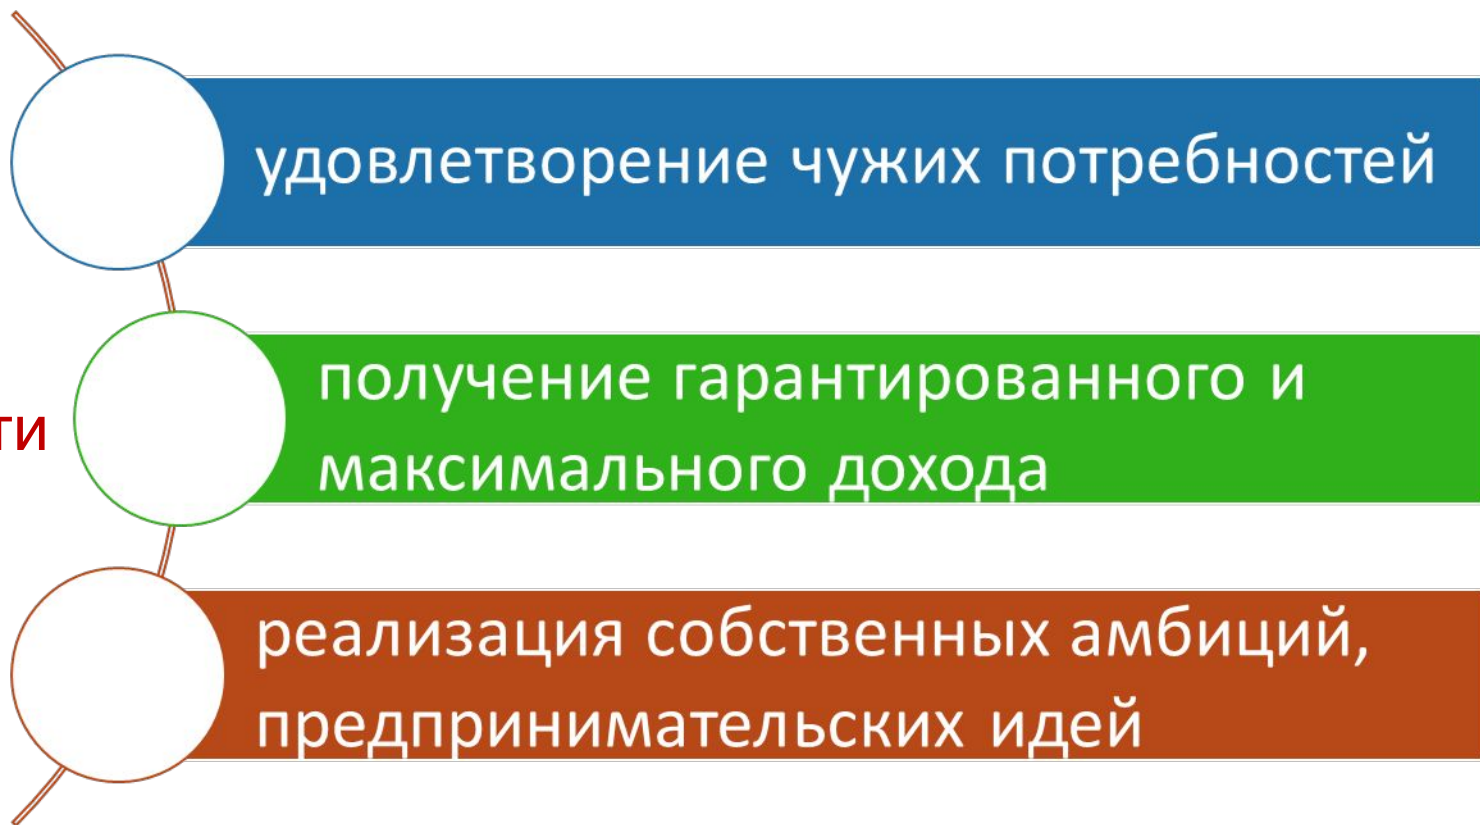 удовлетворение чужих потребностей
получение гарантированного и
максимального дохода
ти
реализация собственных амбиций,
предпринимательских идей